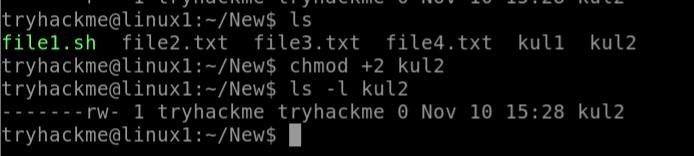 tryhackme@linux1:~/New$ ls
file1.sh  file2.txt  file3.txt  file4.txt  kul1  kul2
tryhackme@linux1:~/New$ chmod +2 kul2
tryhackme@linux1:~/New$ ls -l kul2
-------rw- 1 tryhackme tryhackme 0 Nov 10 15:28 kul2
tryhackme@linux1:~/New$